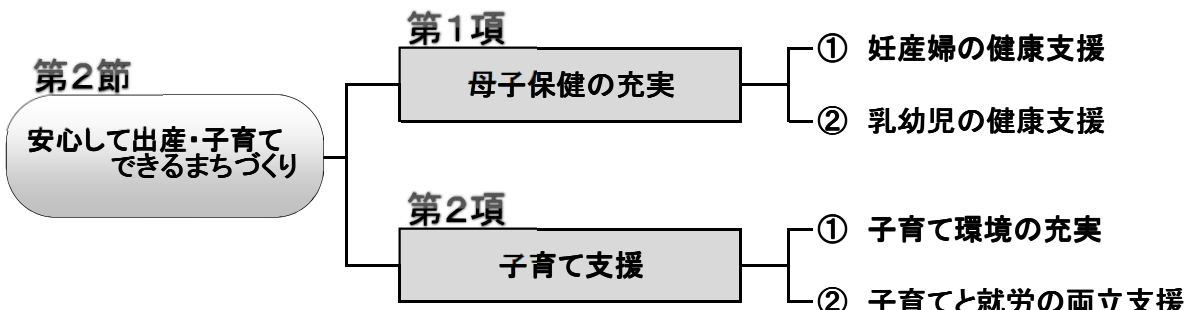 第2節
安心して出産・子育て
できるまちづくり
第1項
母子保健の充実
① 妊産婦の健康支援
② 乳幼児の健康支援
第2項
子育て支援
① 子育て環境の充実
② 子育てと就労の両立支援